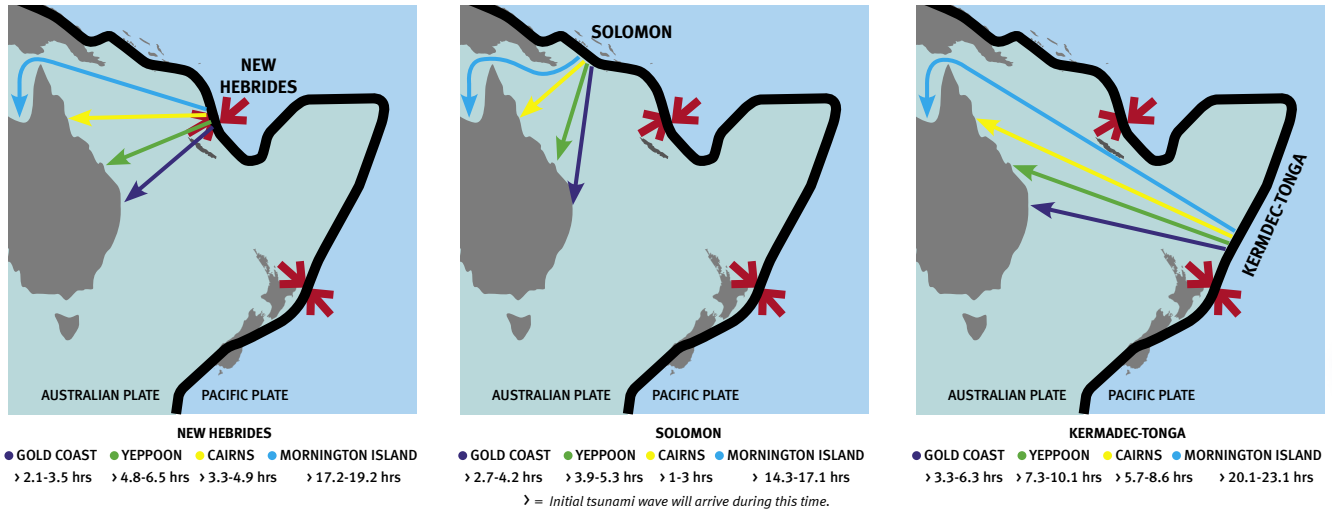 NEW
HEBRIDES
AUSTRALIAN PLATE
PACIFIC PLATE
NEW HEBRIDES
GOLD COAST YEPPOON CAIRNS MORNINGTON ISLAND
› 2.1-3.5 hrs › 4.8-6.5 hrs › 3.3-4.9 hrs › 17.2-19.2 hrs
SOLOMON
AUSTRALIAN PLATE
PACIFIC PLATE
SOLOMON
GOLD COAST YEPPOON CAIRNS MORNINGTON ISLAND
› 2.7-4.2 hrs › 3.9-5.3 hrs › 1-3 hrs › 14.3-17.1 hrs
› = Initial tsunami wave will arrive during this time.
KERMDEC-TONGA
AUSTRALIAN PLATE
PACIFIC PLATE
KERMADEC-TONGA
GOLD COAST YEPPOON CAIRNS MORNINGTON ISLAND
› 3.3-6.3 hrs › 7.3-10.1 hrs › 5.7-8.6 hrs › 20.1-23.1 hrs